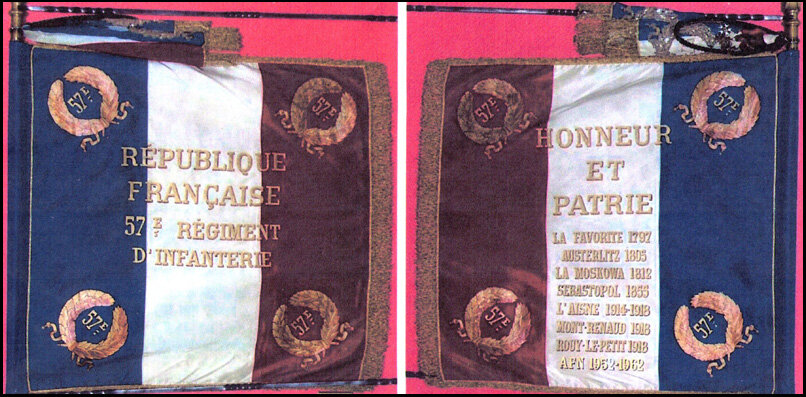 57E
57E
RÉPUBLIQUE
FRANÇAISE
57E RÉGIMENT
D'INFANTERIE
57E
57E
57E
57E
HONNEUR
ET
PATRIE
LA FAVORITE 1797
AUSTERLITZ 1805
LA MOSKOWA 1812
SEBASTOPOL 1855
L'AISNE 1914-1918
MONT-RENAUD 1918
ROUY-LE-PETIT 1918
AFN 1952-1962
57E
57E